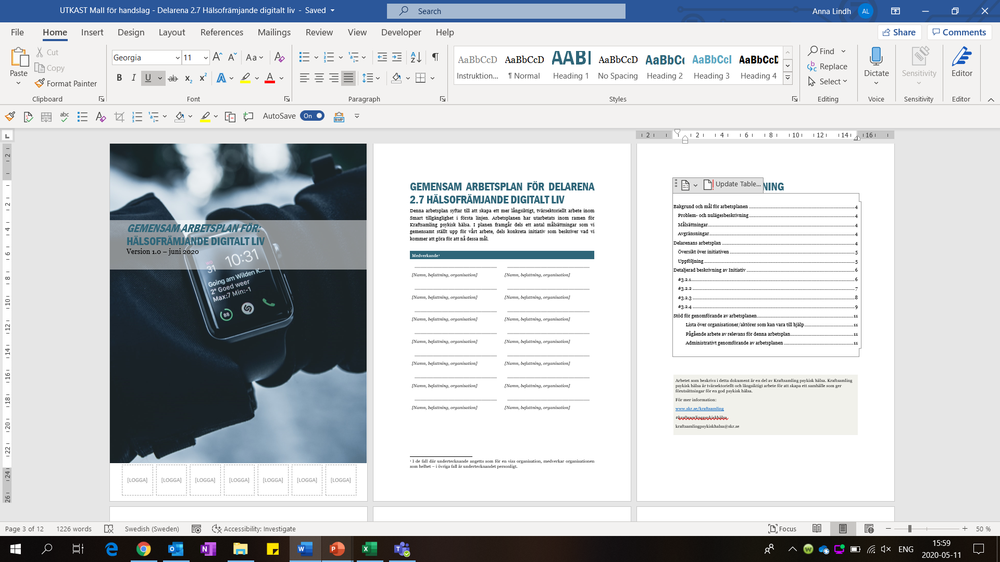 UTKAST Mall för handslag - Delarena 2.7 Hälsofrämjande digitalt liv - Saved
Search
Anna Lindh
AL
File Home Insert Design Layout References Mailings Review View Developer Help
Share
Comments
Paste
Cut
Copy
Format Painter
Georgia
11
Find
Replace
Select
AaBbCcD
AaBbCcD
AABI
AaBbCcD
AaBbCc
AaBbCcI
AaBbCcD
Instruktion... ¶ Normal Heading 1 No Spacing Heading 2 Heading 3 Heading 4
Dictate
Sensitivity
Editor
Clipboard Font Paragraph Styles Editing Voice Sensitivity Editor
AutoSave On
BMP
2 2 4 6 8 10 12 14 16
2
2
4
6
8
10
12
14
16
18
20
22
24
26
GEMENSAM ARBETSPLAN FÖR:
HÄLSOFRÄMJANDE DIGITALT LIV
Version 1.0 – juni 2020
31
10:31
Going am Wilden K...
2° Goed weer
Max:7 Min:-1
88
[LOGGA] [LOGGA] [LOGGA] [LOGGA] [LOGGA] [LOGGA] [LOGGA]
GEMENSAM ARBETSPLAN FÖR DELARENA
2.7 HÄLSOFRÄMJANDE DIGITALT LIV
Denna arbetsplan syftar till att skapa ett mer långsiktigt, tvärsektoriellt arbete inom
Smart tillgänglighet i första linjen. Arbetsplanen har utarbetats inom ramen för
Kraftsamling psykisk hälsa. I planen framgår dels ett antal målsättningar som vi
gemensamt ställt upp för vårt arbete, dels konkreta initiativ som beskriver vad vi
kommer att göra för att nå dessa mål.
Medverkande¹
[Namn, befattning, organisation] [Namn, befattning, organisation]
[Namn, befattning, organisation] [Namn, befattning, organisation]
[Namn, befattning, organisation] [Namn, befattning, organisation]
[Namn, befattning, organisation] [Namn, befattning, organisation]
[Namn, befattning, organisation] [Namn, befattning, organisation]
[Namn, befattning, organisation] [Namn, befattning, organisation]
[Namn, befattning, organisation] [Namn, befattning, organisation]
¹ I de fall där undertecknande angetts som för en viss organisation, medverkar organisationen
som helhet – i övriga fall är undertecknandet personligt.
Update Table...
NING
Bakgrund och mål för arbetsplanen 4
Problem- och nulägesbeskrivning 4
Målsättningar 4
Avgränsningar 4
Delarenans arbetsplan 4
Översikt över initiativen 5
Uppföljning 5
Detaljerad beskrivning av Initiativ 6
#3.2.1 6
#3.2.2 7
#3.2.3 8
#3.2.4 9
Stöd för genomförande av arbetsplanen 11
Lista över organisationer/aktörer som kan vara till hjälp 11
Pågående arbete av relevans för denna arbetsplan 11
Administrativt genomförande av arbetsplanen 11
Arbetet som beskrivs i detta dokument är en del av Kraftsamling psykisk hälsa. Kraftsamling
psykisk hälsa är tvärsektoriellt och långsiktigt arbete för att skapa ett samhälle som ger
förutsättningar för en god psykisk hälsa.
För mer information:
www.skr.se/kraftsamling
#kraftsamlingpsykiskhälsa
kraftsamlingpsykiskhalsa@skr.se
Page 3 of 12 1226 words Swedish (Sweden) Accessibility: Investigate
Focus
50 %
ENG
15:59
2020-05-11